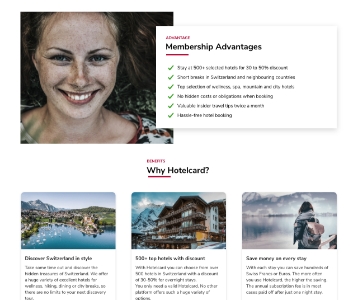 ADVANTAGE
Membership Advantages
Stay at 500+ selected hotels for 30 to 50% discount
Short breaks in Switzerland and neighbouring countries
Top selection of wellness, spa, mountain and city hotels
No hidden costs or obligations when booking
Valuable insider travel tips twice a month
Hassle-free hotel booking
BENEFITS
Why Hotelcard?
Discover Switzerland in style
Take some time out and discover the
hidden treasures of Switzerland. We offer
a huge variety of excellent hotels for
wellness, hiking, dining or city breaks, as
there are no limits to your next discovery
tour.
500+ top hotels with discount
With Hotelcard you can choose from over
500 hotels in Switzerland with a discount
of 30-50% for overnight stays.
You only need a valid Hotelcard. No other
platform offers such a huge variety of
options.
Save money on every stay
With each stay you can save hundreds of
Swiss Francs or Euros. The more often
you use Hotelcard, the higher the saving.
The annual subscription fee is in most
cases paid off after just one night stay.